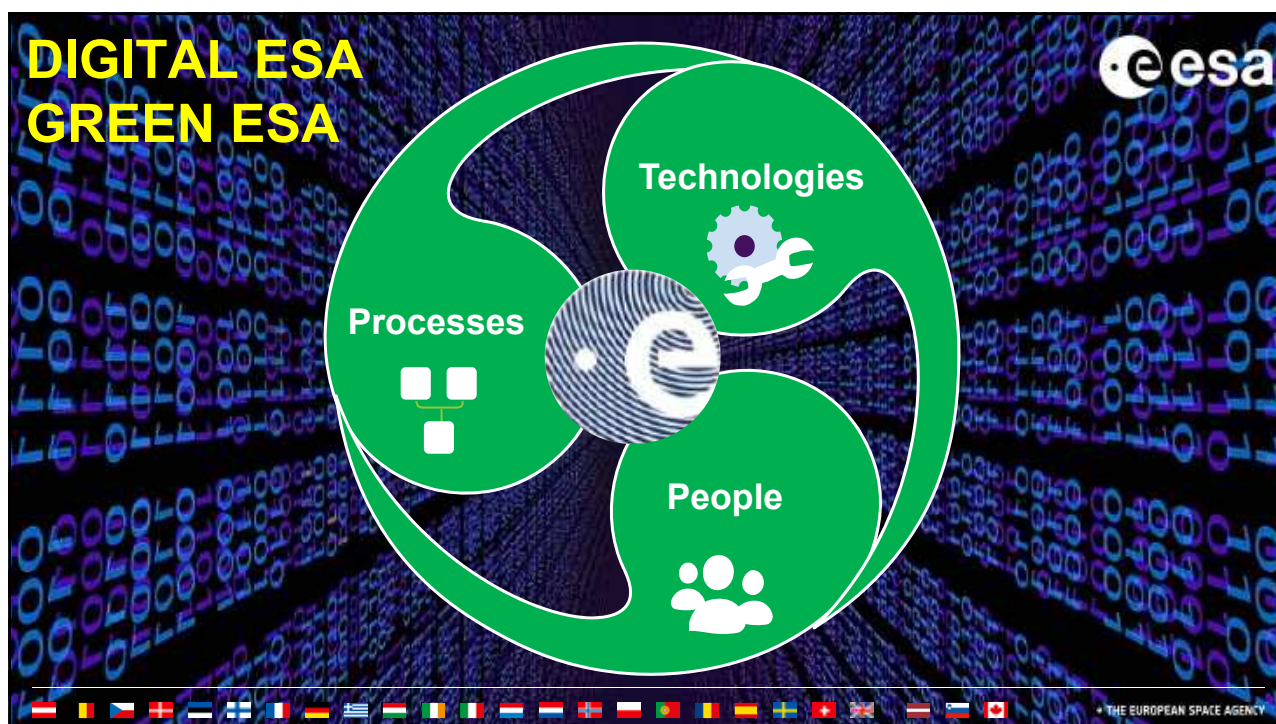 DIGITAL ESA
GREEN ESA
esa
Technologies
Processes
People
THE EUROPEAN SPACE AGENCY